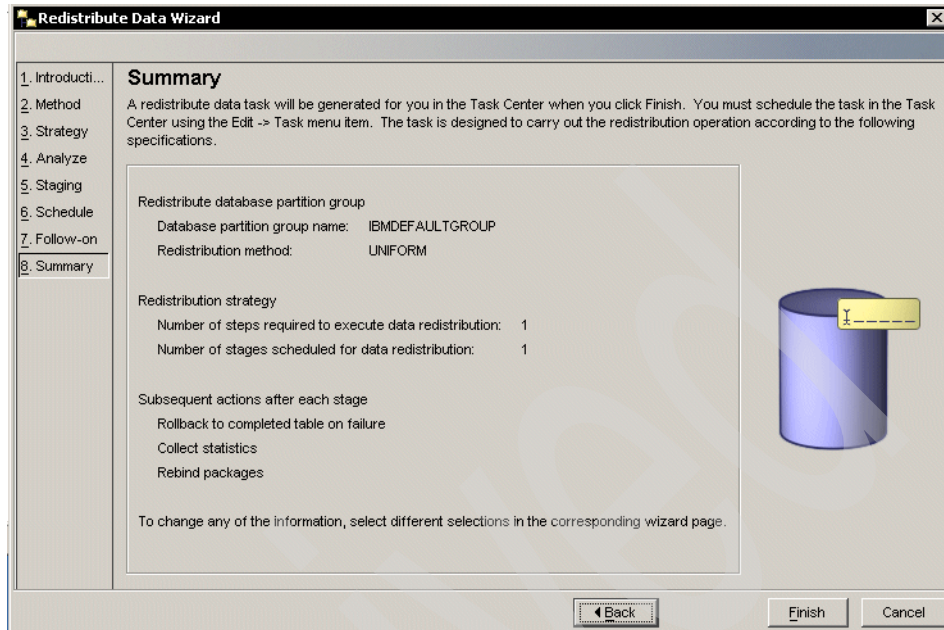 Redistribute Data Wizard
1. Introducti...
2. Method
3. Strategy
4. Analyze
5. Staging
6. Schedule
7. Follow-on
8. Summary
Summary
A redistribute data task will be generated for you in the Task Center when you click Finish. You must schedule the task in the Task
Center using the Edit -> Task menu item. The task is designed to carry out the redistribution operation according to the following
specifications.
Redistribute database partition group
Database partition group name: IBMDEFAULTGROUP
Redistribution method: UNIFORM
Redistribution strategy
Number of steps required to execute data redistribution: 1
Number of stages scheduled for data redistribution: 1
Subsequent actions after each stage
Rollback to completed table on failure
Collect statistics
Rebind packages
To change any of the information, select different selections in the corresponding wizard page.
Back
Finish
Cancel